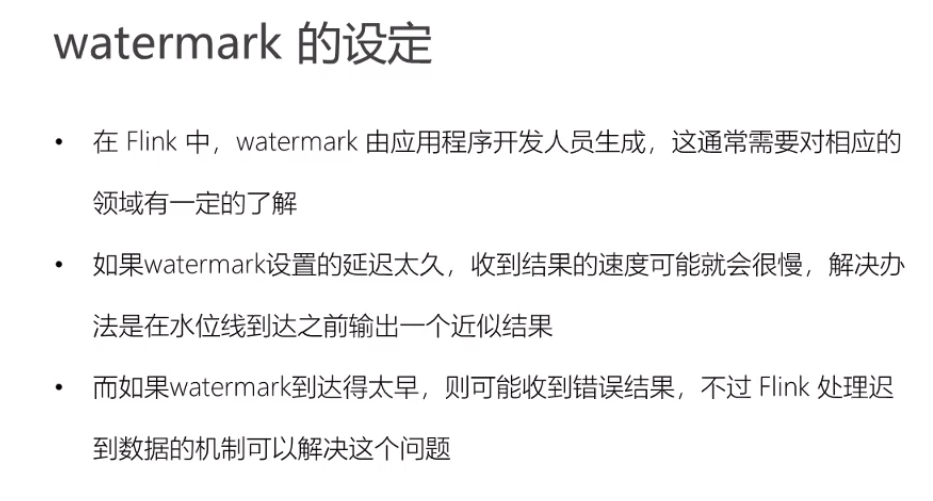 watermark 的设定
• 在 Flink 中，watermark 由应用程序开发人员生成，这通常需要对相应的
领域有一定的了解
• 如果watermark设置的延迟太久，收到结果的速度可能就会很慢，解决办
法是在水位线到达之前输出一个近似结果
• 而如果watermark到达得太早，则可能收到错误结果，不过 Flink 处理迟
到数据的机制可以解决这个问题